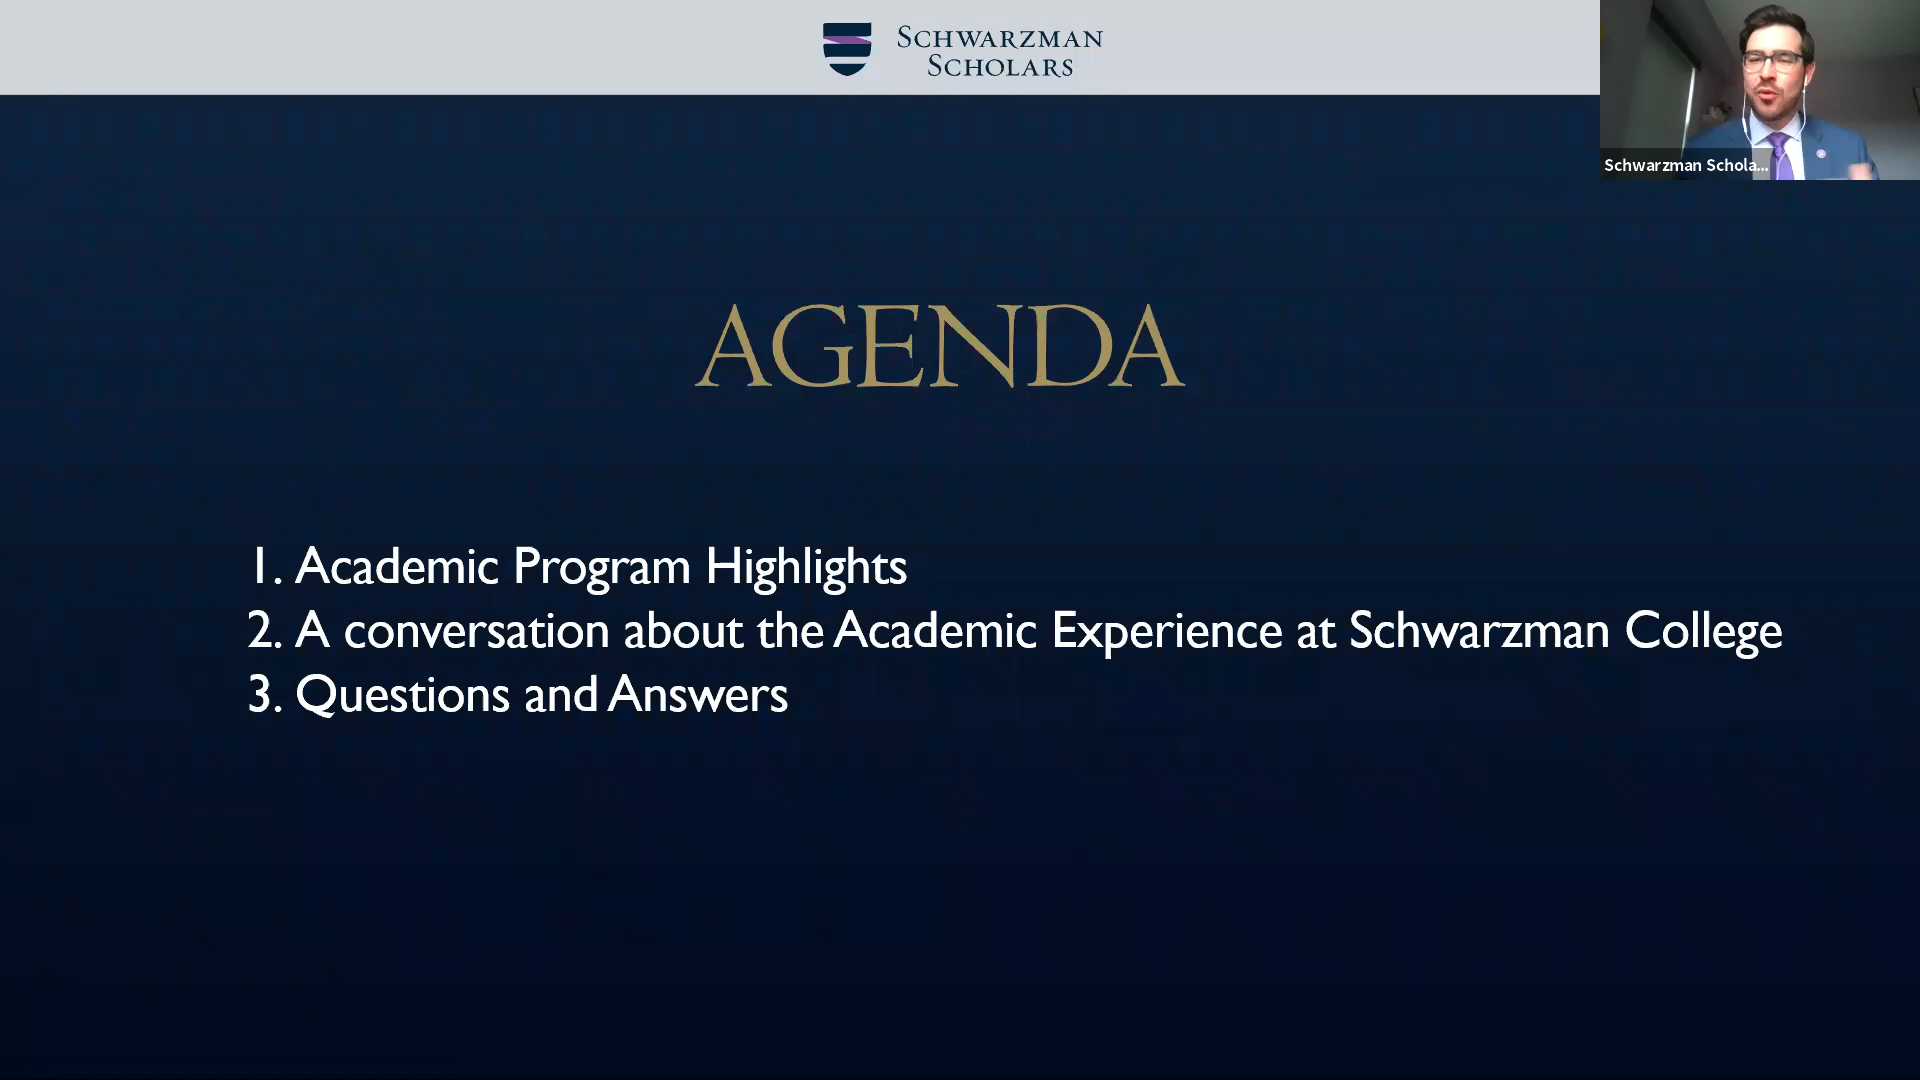 SCHWARZMAN
SCHOLARS
Schwarzman Schola...
AGENDA
1. Academic Program Highlights
2. A conversation about the Academic Experience at Schwarzman College
3. Questions and Answers